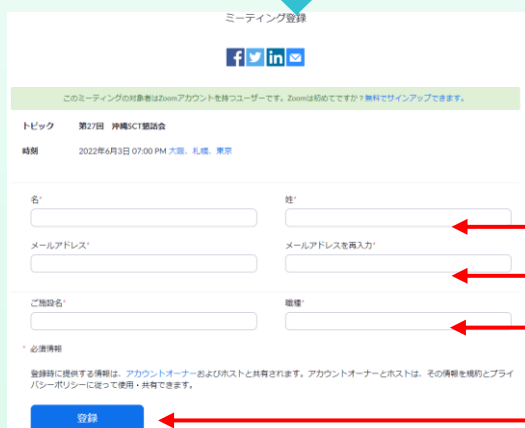 ミーティング登録
このミーティングの対象者はZoomアカウントを持つユーザーです。Zoomは初めてですか？無料でサインアップできます。
トピック 第27回 沖縄SCT懇話会
時刻 2022年6月3日 07:00 PM 大阪、札幌、東京
名* 姓*
メールアドレス* メールアドレスを再入力*
ご施設名* 職種*
* 必須情報
登録時に提供する情報は、アカウントオーナーおよびホストと共有されます。アカウントオーナーとホストは、その情報を規約とプライ
バシーポリシーに従って使用・共有できます。
登録